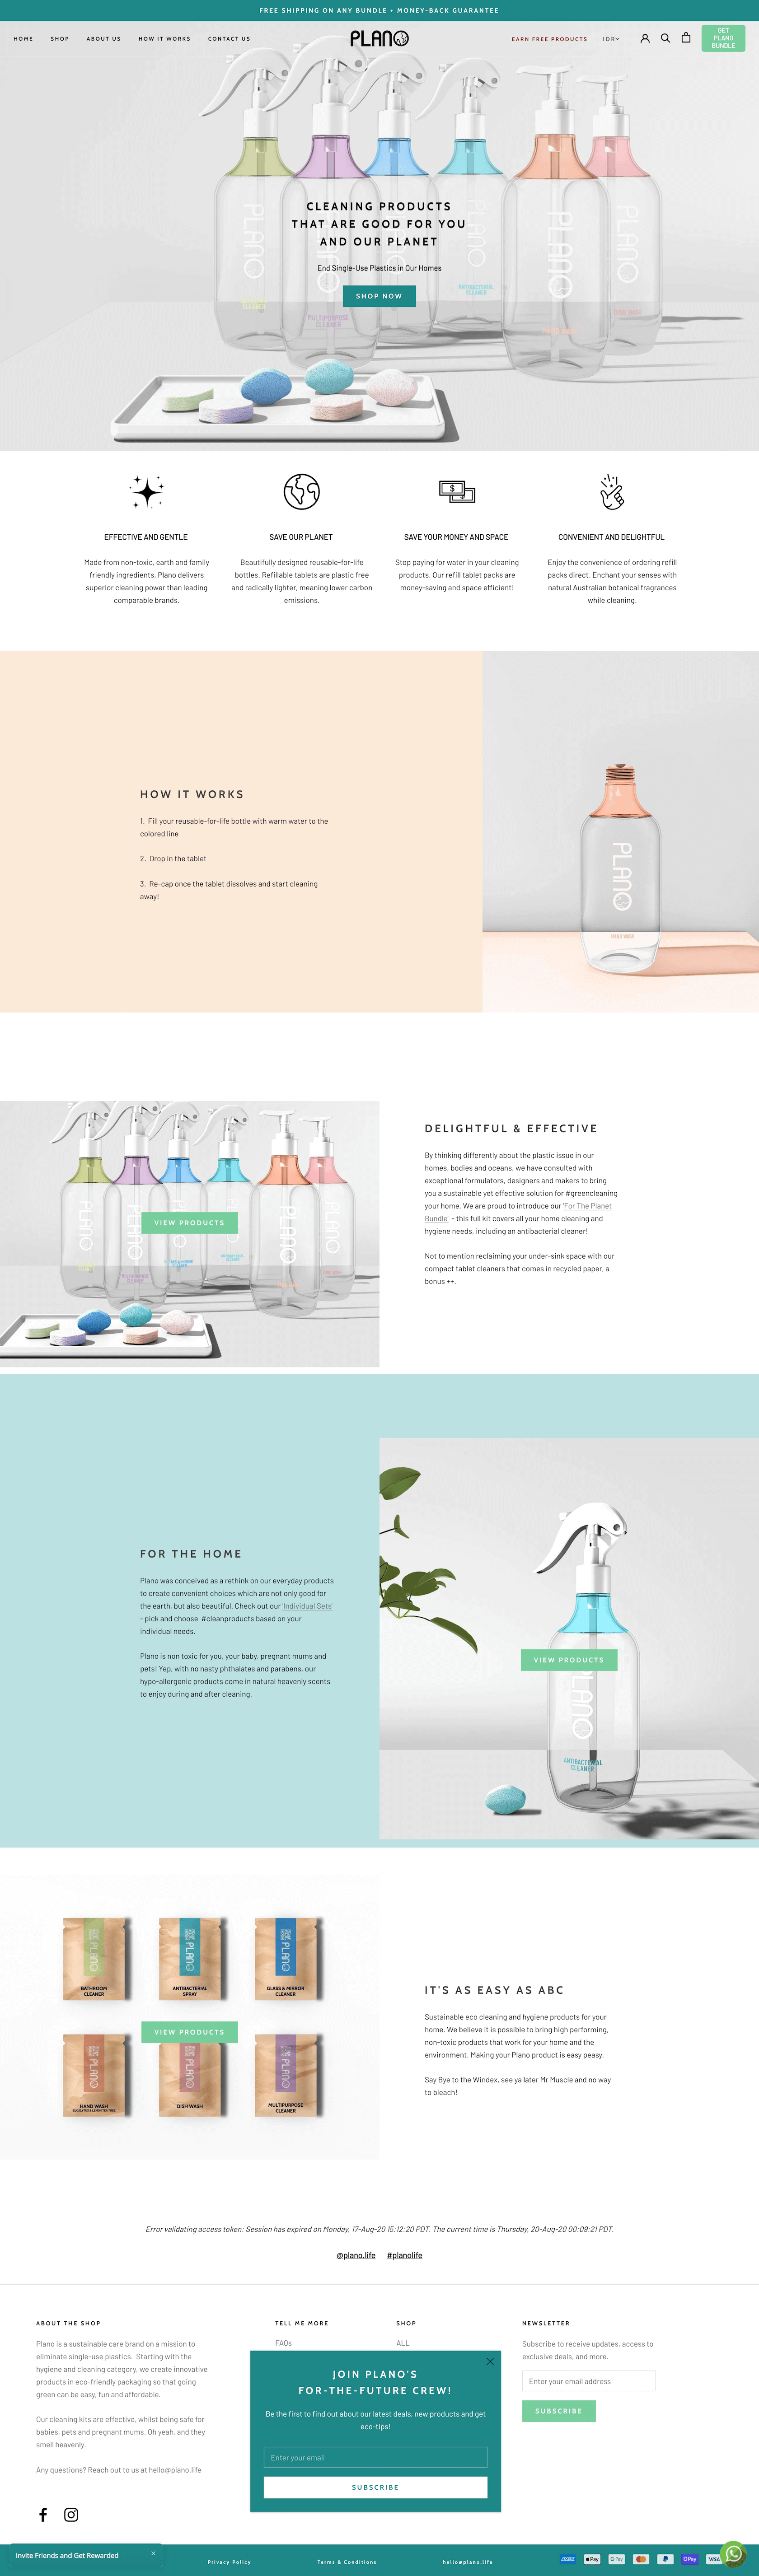 FREE SHIPPING ON ANY BUNDLE + MONEY-BACK GUARANTEE
HOME SHOP ABOUT US HOW IT WORKS CONTACT US
PLANO
EARN FREE PRODUCTS IDR
GET
PLANO
BUNDLE
CLEANING PRODUCTS
THAT ARE GOOD FOR YOU
AND OUR PLANET
End Single-Use Plastics in Our Homes
SHOP NOW
PLANO PLANO PLANO PLANO PLANO
MULTIPURPOSE
CLEANER
ANTIBACTERIAL
CLEANER
EFFECTIVE AND GENTLE
Made from non-toxic, earth and family
friendly ingredients, Plano delivers
superior cleaning power than leading
comparable brands.
SAVE OUR PLANET
Beautifully designed reusable-for-life
bottles. Refillable tablets are plastic free
and radically lighter, meaning lower carbon
emissions.
SAVE YOUR MONEY AND SPACE
Stop paying for water in your cleaning
products. Our refill tablet packs are
money-saving and space efficient!
CONVENIENT AND DELIGHTFUL
Enjoy the convenience of ordering refill
packs direct. Enchant your senses with
natural Australian botanical fragrances
while cleaning.
HOW IT WORKS
1. Fill your reusable-for-life bottle with warm water to the
colored line
2. Drop in the tablet
3. Re-cap once the tablet dissolves and start cleaning
away!
PLANO
HAND WASH
VIEW PRODUCTS
DELIGHTFUL & EFFECTIVE
By thinking differently about the plastic issue in our
homes, bodies and oceans, we have consulted with
exceptional formulators, designers and makers to bring
you a sustainable yet effective solution for #greencleaning
your home. We are proud to introduce our 'For The Planet
Bundle' - this full kit covers all your home cleaning and
hygiene needs, including an antibacterial cleaner!
Not to mention reclaiming your under-sink space with our
compact tablet cleaners that comes in recycled paper, a
bonus ++.
FOR THE HOME
Plano was conceived as a rethink on our everyday products
to create convenient choices which are not only good for
the earth, but also beautiful. Check out our 'Individual Sets'
- pick and choose #cleanproducts based on your
individual needs.
Plano is non toxic for you, your baby, pregnant mums and
pets! Yep, with no nasty phthalates and parabens, our
hypo-allergenic products come in natural heavenly scents
to enjoy during and after cleaning.
VIEW PRODUCTS
PLANO
ANTIBACTERIAL
CLEANER
PLANO PLANO PLANO
BATHROOM
CLEANER
ANTIBACTERIAL
SPRAY
GLASS & MIRROR
CLEANER
VIEW PRODUCTS
PLANO PLANO PLANO
HAND WASH
DISH WASH
MULTIPURPOSE
CLEANER
IT'S AS EASY AS ABC
Sustainable eco cleaning and hygiene products for your
home. We believe it is possible to bring high performing,
non-toxic products that work for your home and the
environment. Making your Plano product is easy peasy.
Say Bye to the Windex, see ya later Mr Muscle and no way
to bleach!
Error validating access token: Session has expired on Monday, 17-Aug-20 15:12:20 PDT. The current time is Thursday, 20-Aug-20 00:09:21 PDT.
@plano.life #planolife
ABOUT THE SHOP
Plano is a sustainable care brand on a mission to
eliminate single-use plastics. Starting with the
hygiene and cleaning category, we create innovative
products in eco-friendly packaging so that going
green can be easy, fun and affordable.
Our cleaning kits are effective, whilst being safe for
babies, pets and pregnant mums. Oh yeah, and they
smell heavenly.
Any questions? Reach out to us at hello@plano.life
TELL ME MORE
FAQs
SHOP
ALL
NEWSLETTER
Subscribe to receive updates, access to
exclusive deals, and more.
Enter your email address
SUBSCRIBE
JOIN PLANO'S
FOR-THE-FUTURE CREW!
Be the first to find out about our latest deals, new products and get
eco-tips!
Enter your email
SUBSCRIBE
Invite Friends and Get Rewarded
Privacy Policy Terms & Conditions hello@plano.life
Apple Pay G Pay PayPal OPay VISA